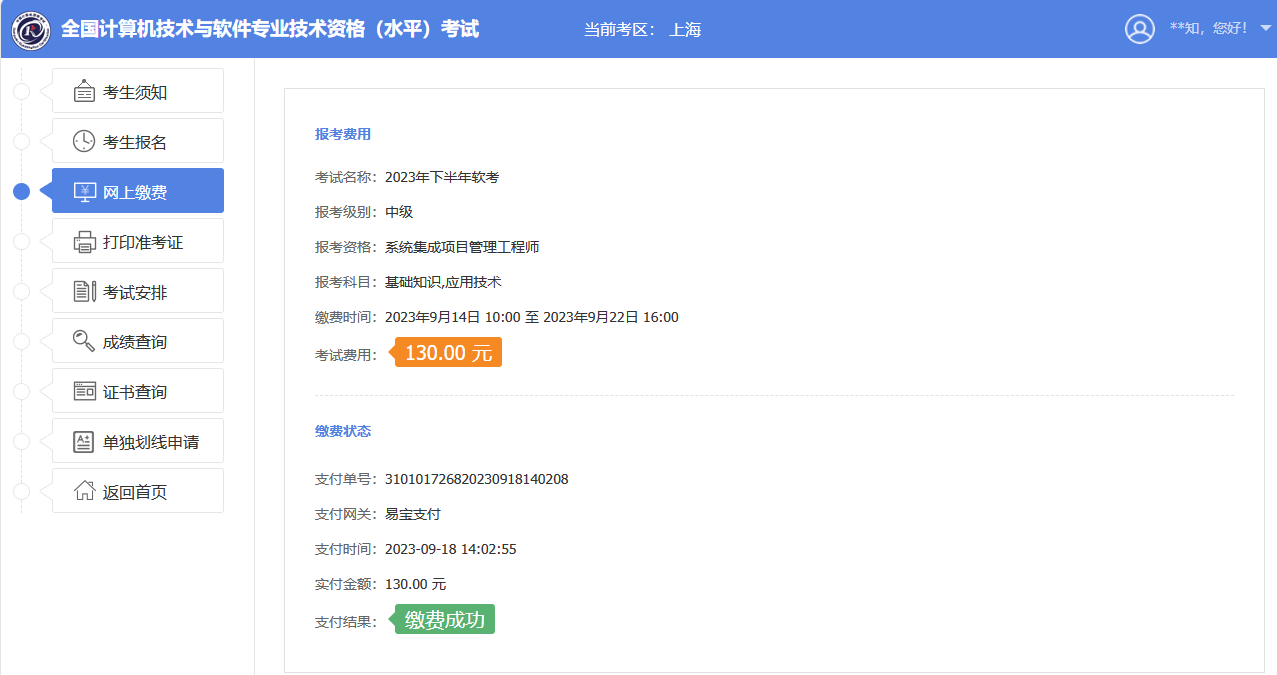 全国计算机技术与软件专业技术资格（水平）考试
当前考区： 上海
**知，您好！
考生须知
考生报名
网上缴费
打印准考证
考试安排
成绩查询
证书查询
单独划线申请
返回首页
报考费用
考试名称：2023年下半年软考
报考级别：中级
报考资格：系统集成项目管理工程师
报考科目：基础知识,应用技术
缴费时间：2023年9月14日 10:00 至 2023年9月22日 16:00
考试费用：130.00 元
缴费状态
支付单号：310101726820230918140208
支付网关：易宝支付
支付时间：2023-09-18 14:02:55
实付金额：130.00 元
支付结果：缴费成功